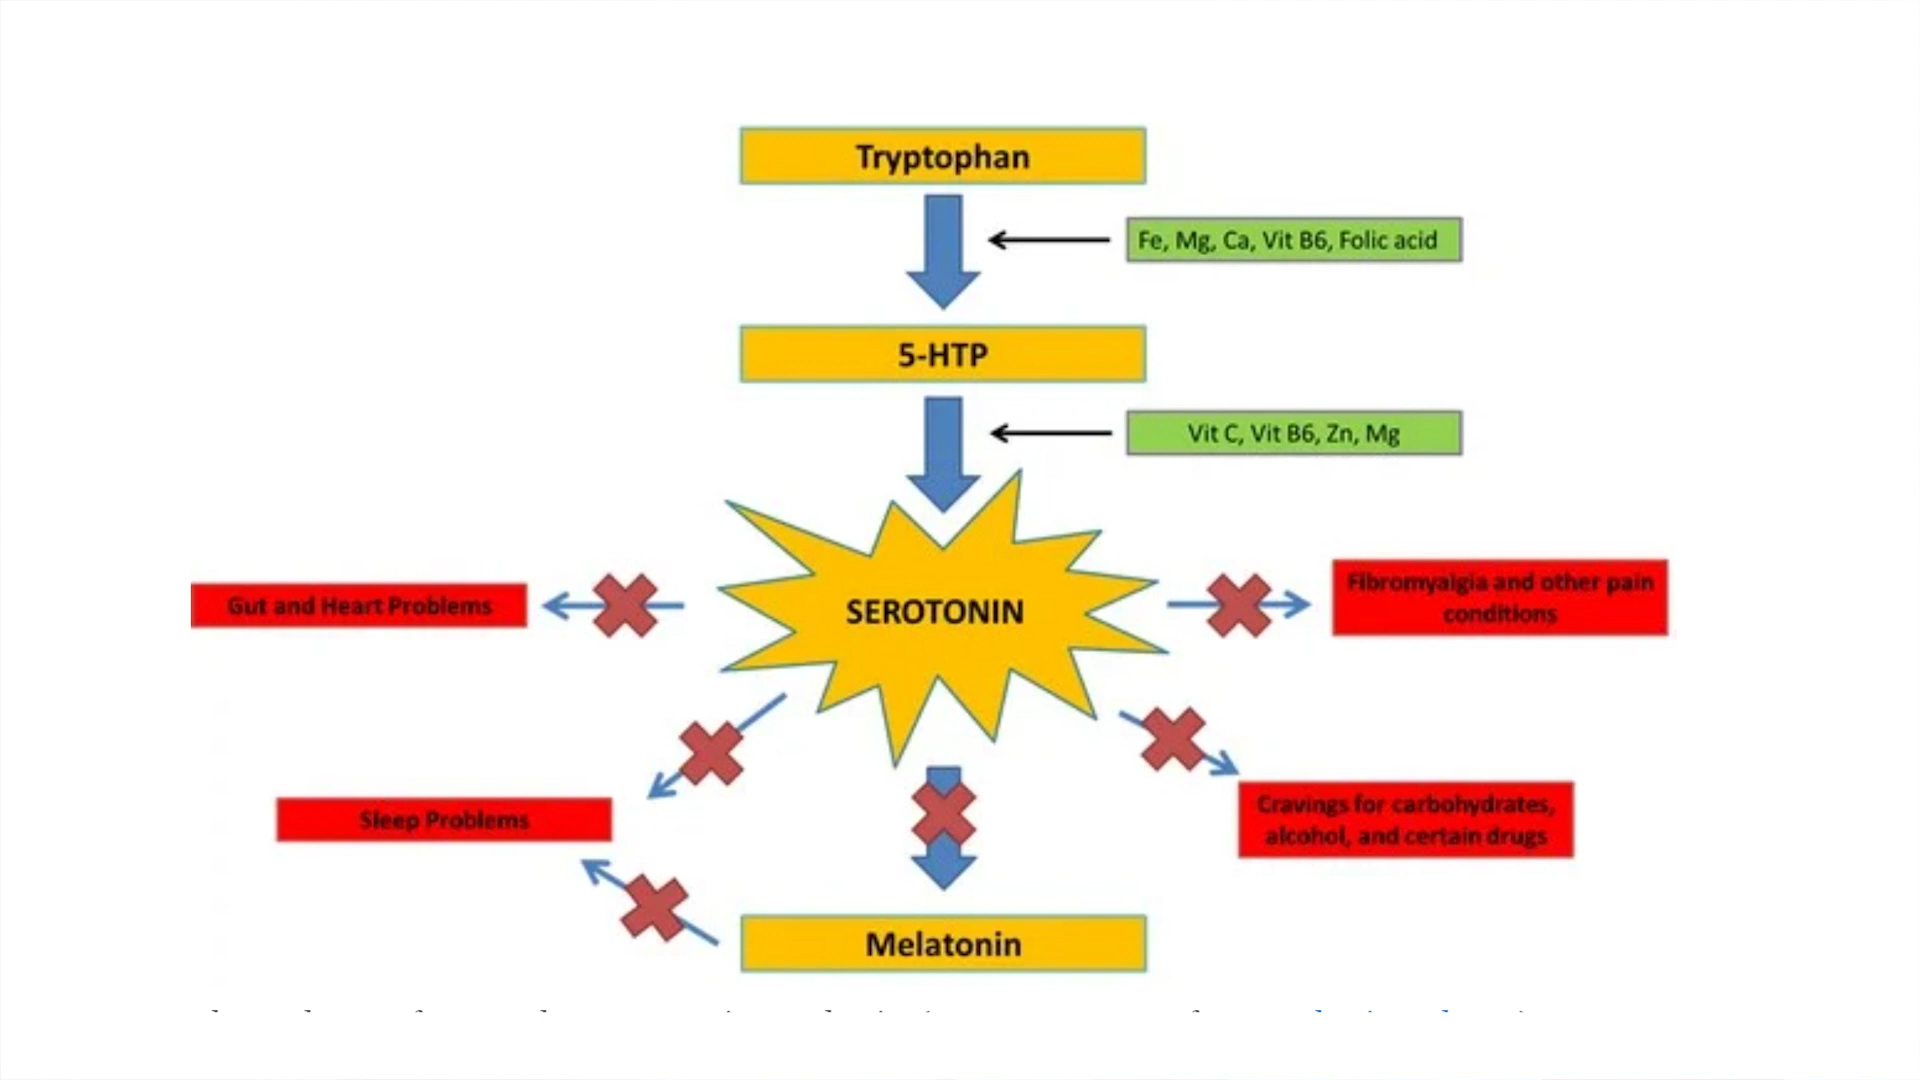 Tryptophan
Fe, Mg, Ca, Vit B6, Folic acid
5-HTP
Vit C, Vit B6, Zn, Mg
SEROTONIN
Gut and Heart Problems
Fibromyalgia and other pain
conditions
Sleep Problems
Cravings for carbohydrates,
alcohol, and certain drugs
Melatonin